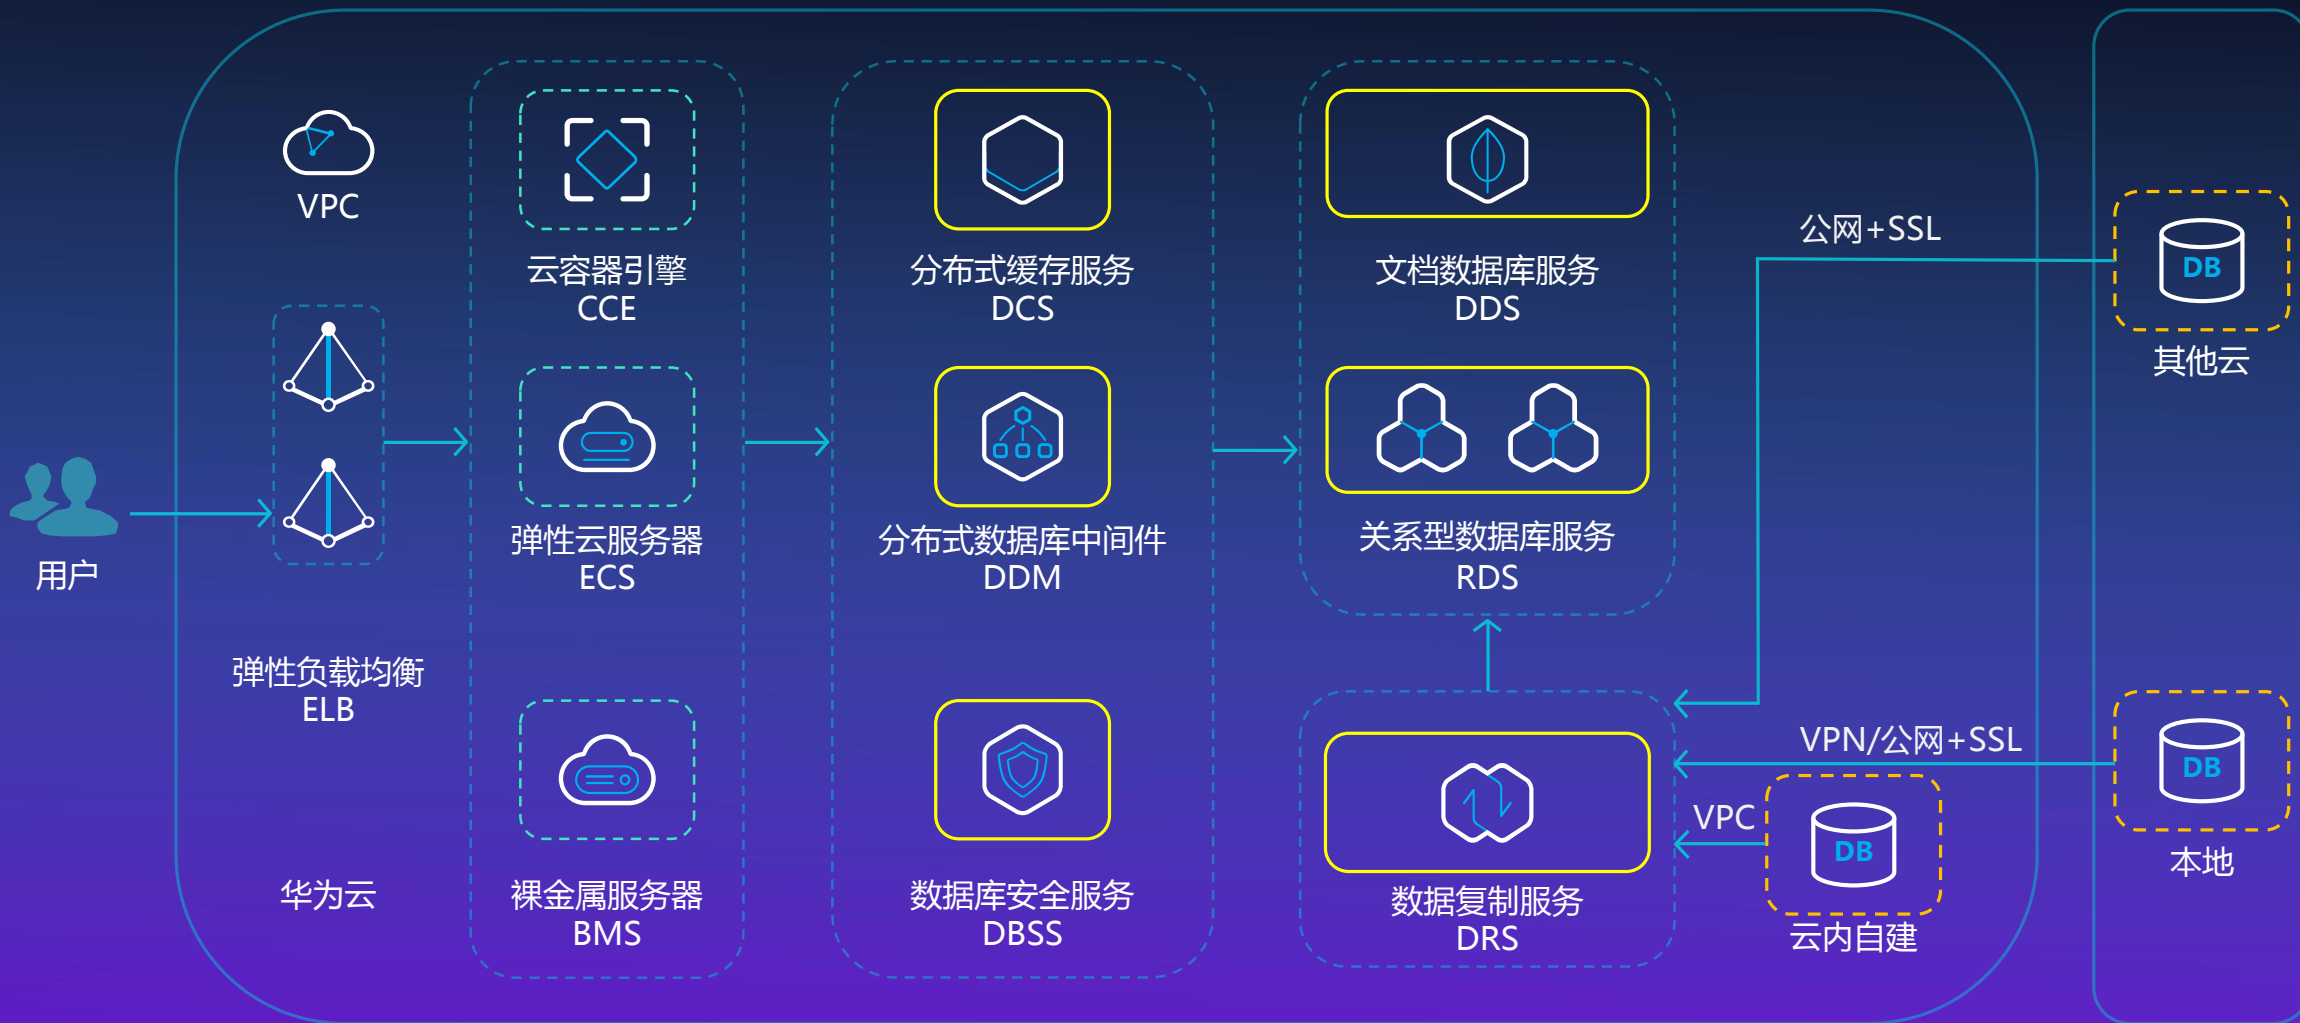 VPC
用户
弹性负载均衡
ELB
华为云
云容器引擎
CCE
弹性云服务器
ECS
裸金属服务器
BMS
分布式缓存服务
DCS
分布式数据库中间件
DDM
数据库安全服务
DBSS
文档数据库服务
DDS
关系型数据库服务
RDS
数据复制服务
DRS
公网+SSL
VPN/公网+SSL
VPC
DB
云内自建
DB
其他云
DB
本地